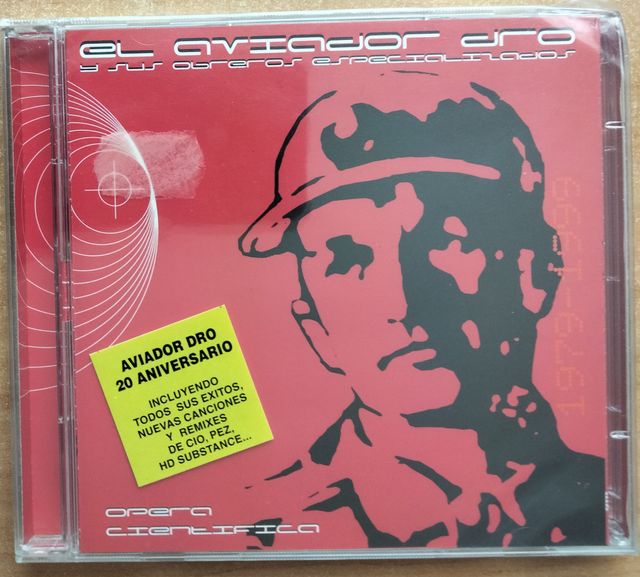 EL AVIADOR DRO
Y SUS OBREROS ESPECIALIZADOS
1979-1999
AVIADOR DRO
20 ANIVERSARIO
INCLUYENDO
TODOS SUS EXITOS,
NUEVAS CANCIONES
Y REMIXES
DE CIO, PEZ,
HD SUBSTANCE...
OPERA
CIENTIFICA